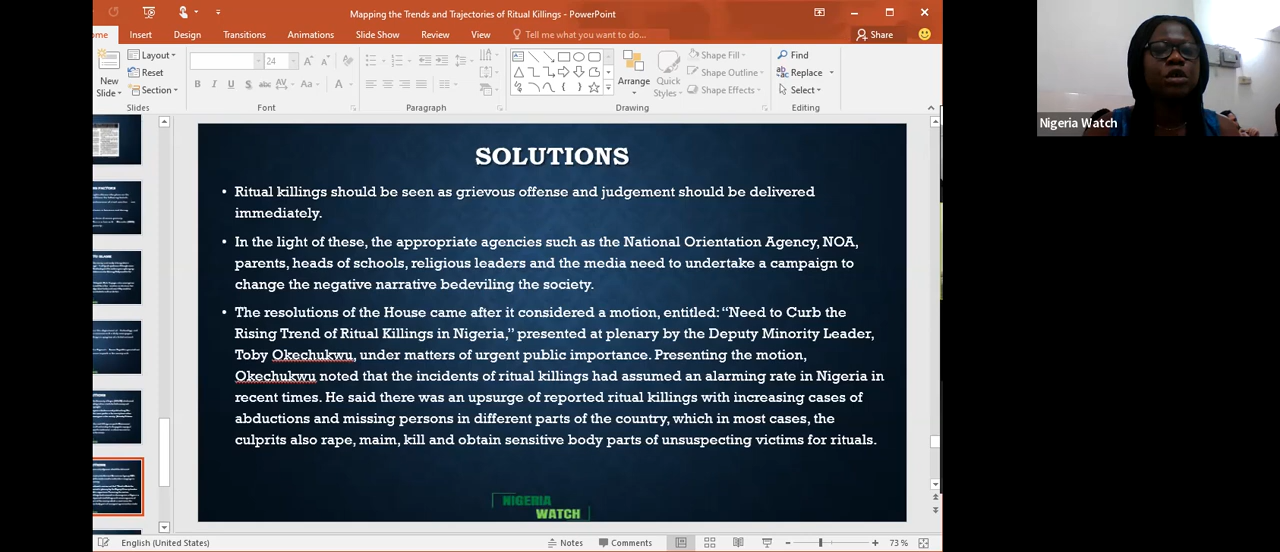 Mapping the Trends and Trajectories of Ritual Killings - PowerPoint
ome Insert Design Transitions Animations Slide Show Review View Tell me what you want to do... Share
Layout
Reset
Section
New
Slide
Slides
24
Font
Paragraph
Arrange
Quick
Styles
Shape Fill
Shape Outline
Shape Effects
Drawing
Find
Replace
Select
Editing
Nigeria Watch
SOLUTIONS
• Ritual killings should be seen as grievous offense and judgement should be delivered
immediately.
• In the light of these, the appropriate agencies such as the National Orientation Agency, NOA,
parents, heads of schools, religious leaders and the media need to undertake a campaign to
change the negative narrative bedeviling the society.
• The resolutions of the House came after it considered a motion, entitled: “Need to Curb the
Rising Trend of Ritual Killings in Nigeria,” sponsored at plenary by the Deputy Minority Leader,
Toby Okechukwu, under matters of urgent public importance. Presenting the motion,
Okechukwu noted that the incidents of ritual killings had assumed an alarming rate in Nigeria in
recent times. He said there was an upsurge in reported ritual killings with increasing cases of
abductions and missing persons in different parts of the country, which in most cases the
culprits also rape, maim, kill and obtain sensitive body parts of unsuspecting victims for rituals.
NIGERIA
WATCH
English (United States) Notes Comments 73 %